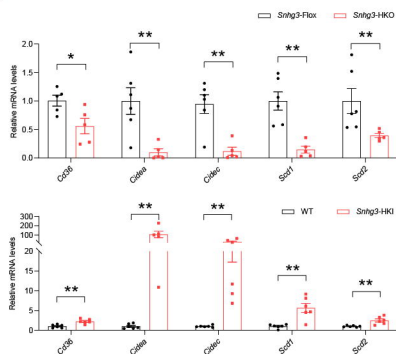 Snhg3-Flox Snhg3-HKO
Relative mRNA levels
2.0
1.5
1.0
0.5
0.0
* ** ** ** **
Cd36 Cidea Cidec Scd1 Scd2
WT Snhg3-HKI
Relative mRNA levels
300
200
100
20
15
10
5
0
** ** ** ** **
Cd36 Cidea Cidec Scd1 Scd2